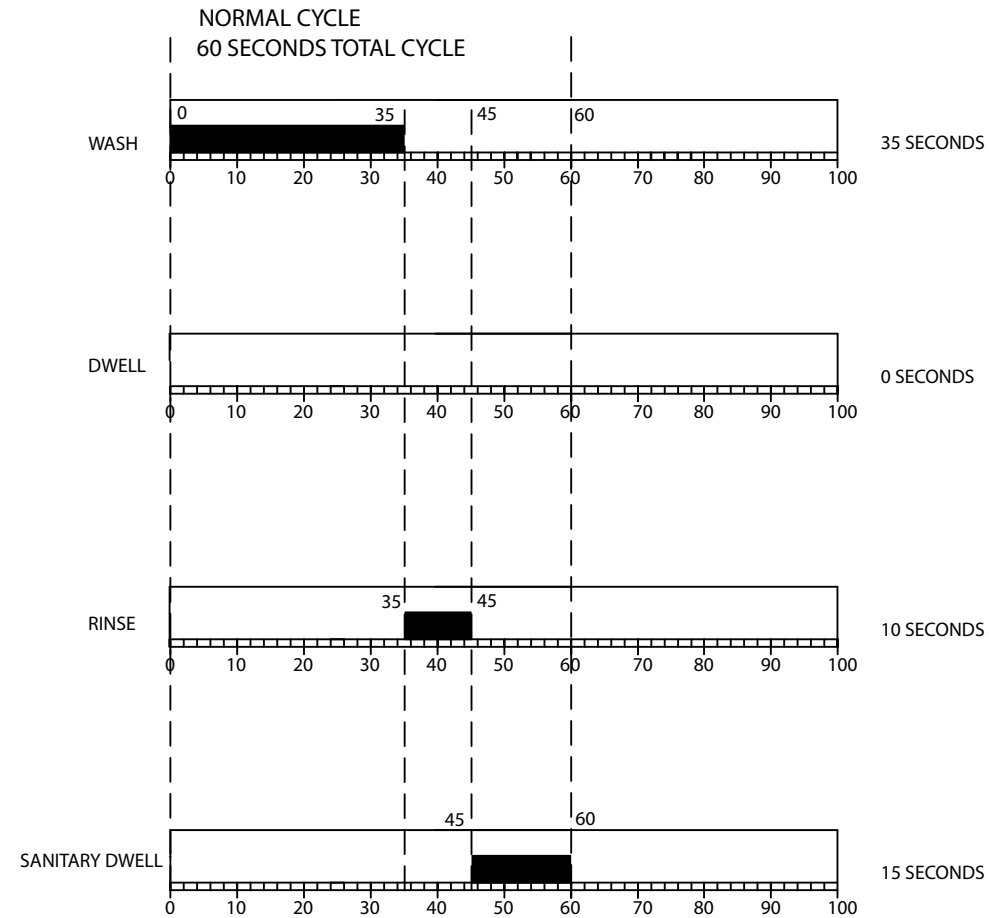 NORMAL CYCLE
60 SECONDS TOTAL CYCLE
0 35 45 60
WASH 35 SECONDS
0 10 20 30 40 50 60 70 80 90 100
DWELL 0 SECONDS
0 10 20 30 40 50 60 70 80 90 100
35 45
RINSE 10 SECONDS
0 10 20 30 40 50 60 70 80 90 100
45 60
SANITARY DWELL 15 SECONDS
0 10 20 30 40 50 60 70 80 90 100